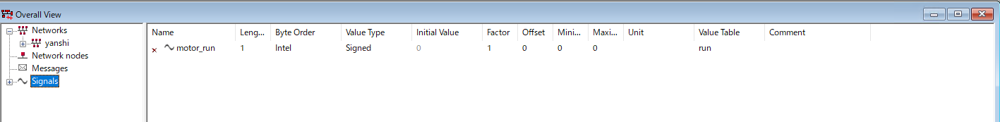 Overall View
Networks
yanshi
Network nodes
Messages
Signals
Name Leng... Byte Order Value Type Initial Value Factor Offset Mini... Maxi... Unit Value Table Comment
motor_run 1 Intel Signed 0 1 0 0 0 run